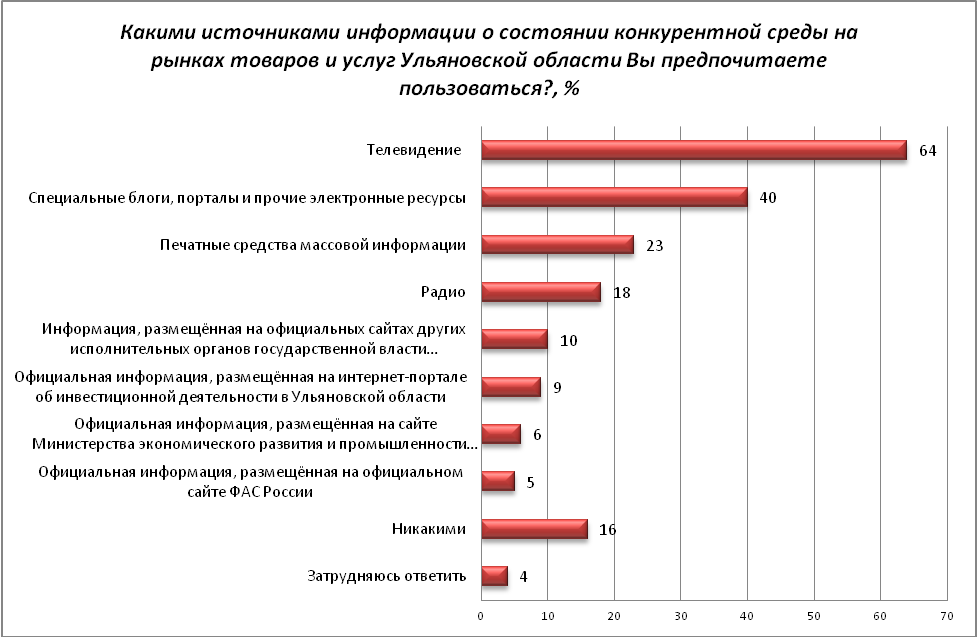 Какими источниками информации о состоянии конкурентной среды на
рынках товаров и услуг Ульяновской области Вы предпочитаете
пользоваться?, %
Телевидение
64
Специальные блоги, порталы и прочие электронные ресурсы
40
Печатные средства массовой информации
23
Радио
18
Информация, размещённая на официальных сайтах других
исполнительных органов государственной власти...
10
Официальная информация, размещённая на интернет-портале
об инвестиционной деятельности в Ульяновской области
9
Официальная информация, размещённая на сайте
Министерства экономического развития и промышленности...
6
Официальная информация, размещённая на официальном
сайте ФАС России
5
Никакими
16
Затрудняюсь ответить
4
0 10 20 30 40 50 60 70